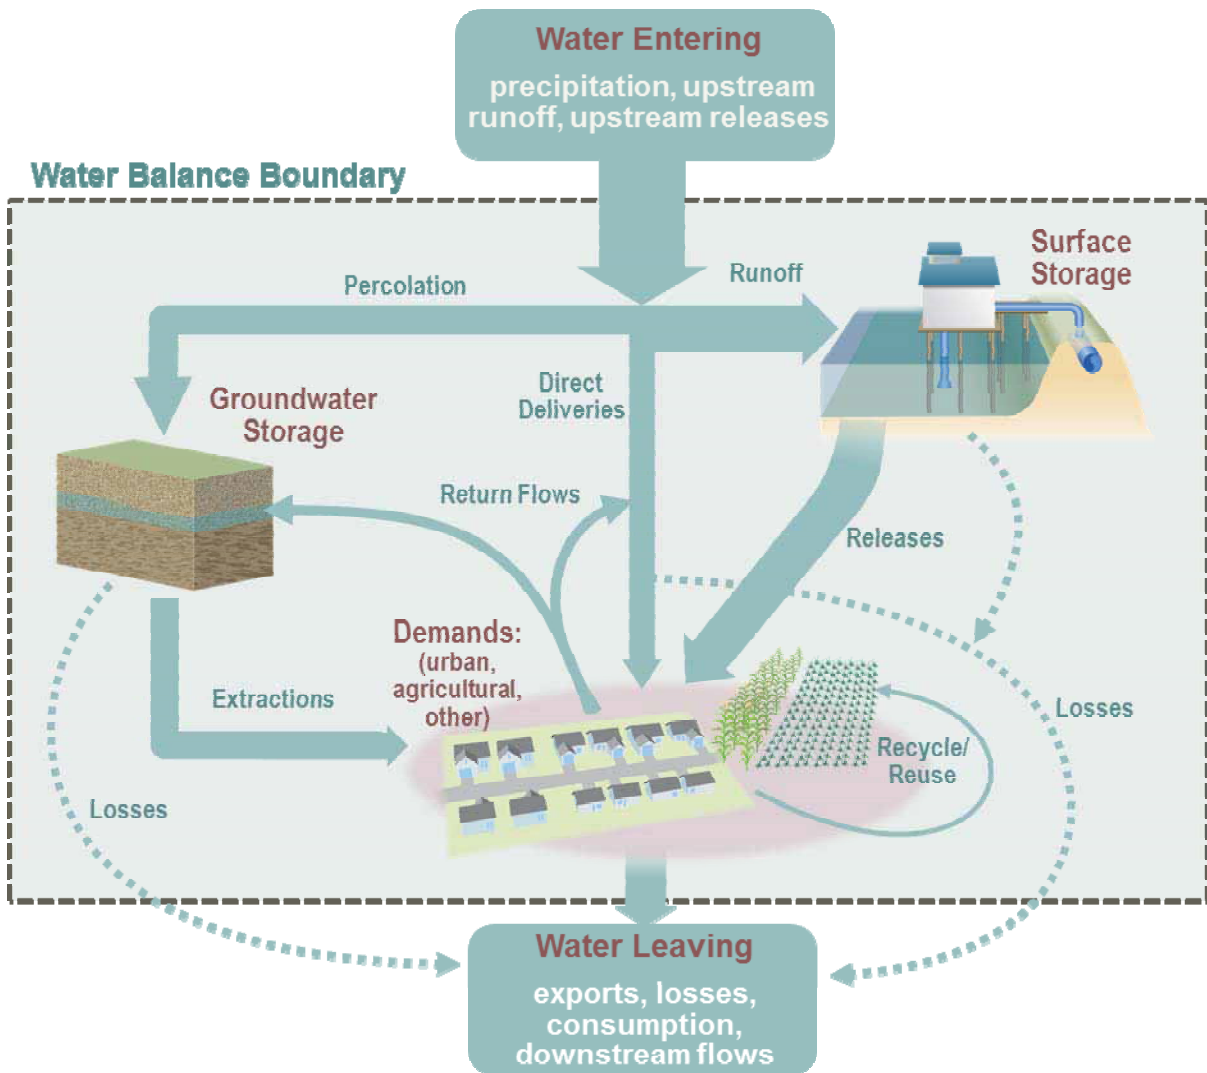 Water Entering
precipitation, upstream
runoff, upstream releases
Water Balance Boundary
Surface
Storage
Runoff
Percolation
Direct
Deliveries
Groundwater
Storage
Return Flows
Releases
Demands:
(urban,
agricultural,
other)
Extractions
Losses
Recycle/
Reuse
Losses
Water Leaving
exports, losses,
consumption,
downstream flows